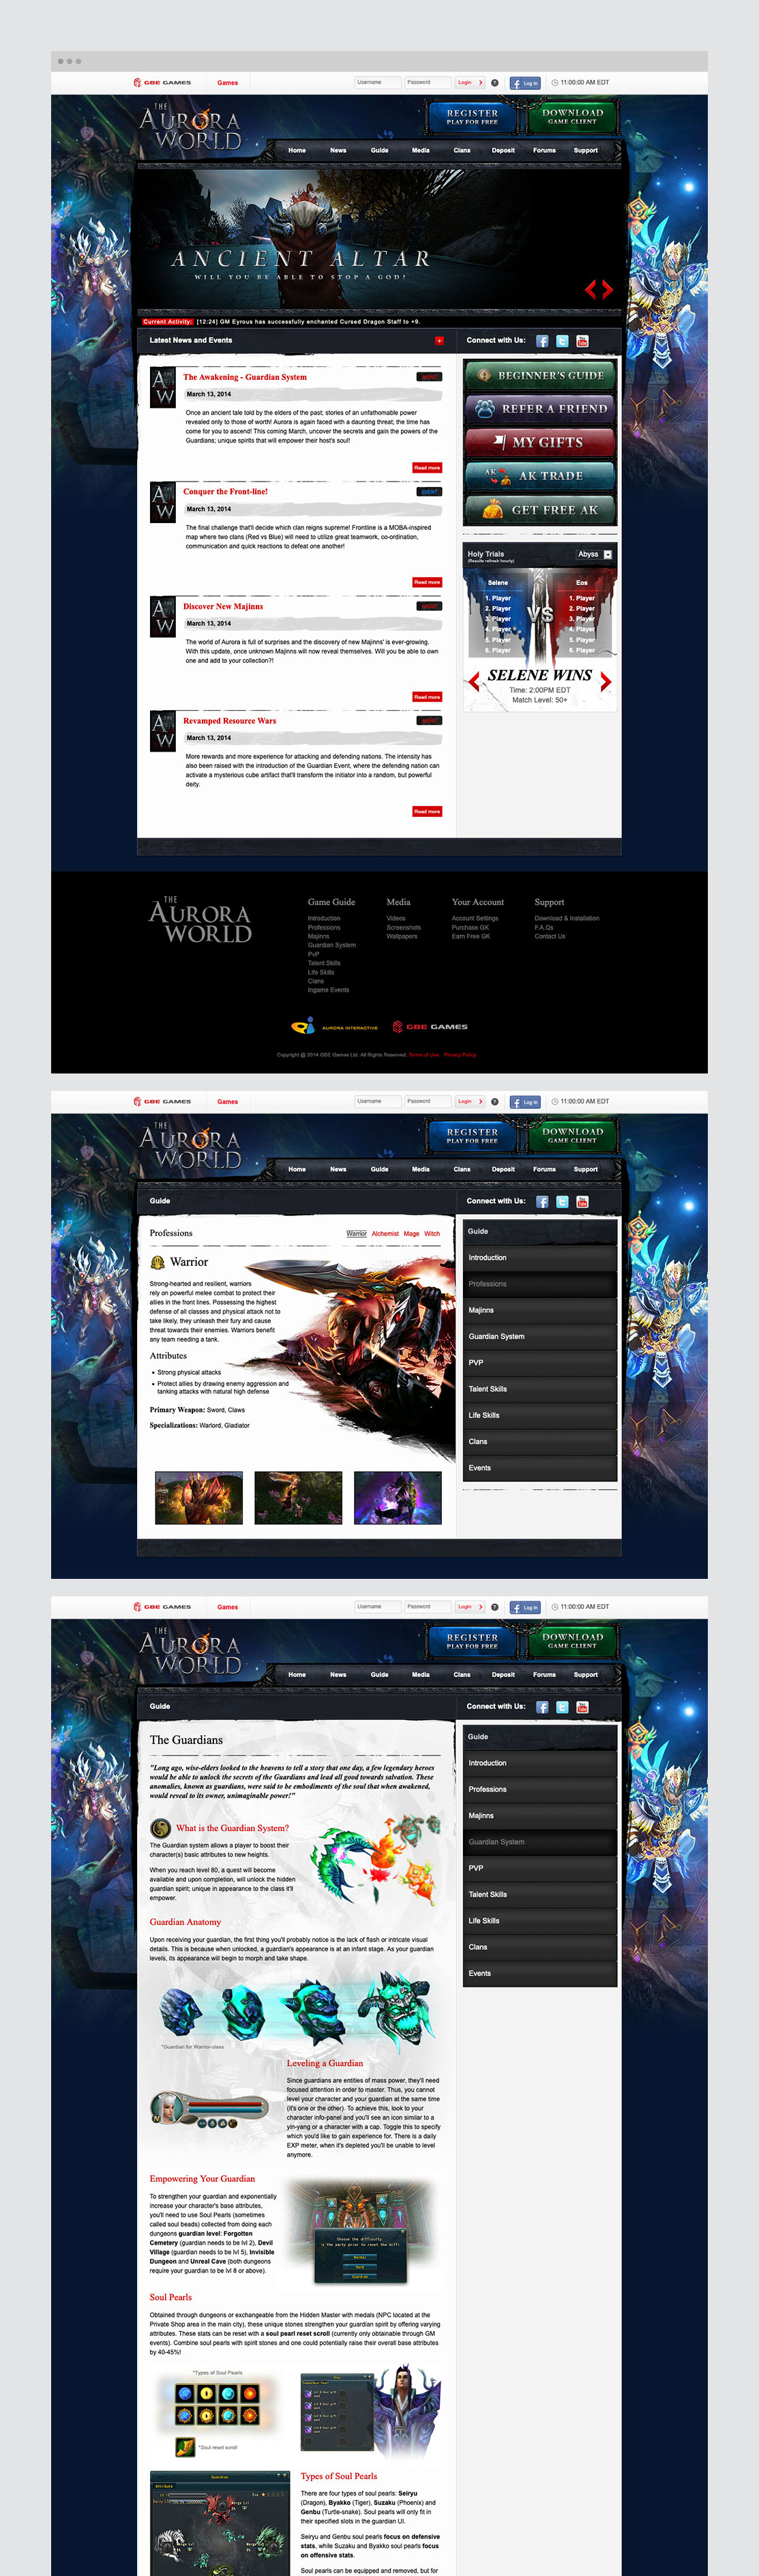 GBE GAMES
Games
Username
Password
Login
Log In
11:00:00 AM EDT
THE
AURORA
WORLD
REGISTER
PLAY FOR FREE
DOWNLOAD
GAME CLIENT
Home News Guide Media Clans Deposit Forums Support
ANCIENT ALTAR
WILL YOU BE ABLE TO STOP A GOD?
Current Activity: [12:24] GM Eyrous has successfully enchanted Cursed Dragon Staff to +9.
Latest News and Events
Connect with Us:
The Awakening - Guardian System
March 13, 2014
Once an ancient tale told by the elders of the past; stories of an unfathomable power
revealed only to those of worth! Aurora is again faced with a daunting threat; the time has
come for you to ascend! This coming March, uncover the secrets and gain the powers of the
Guardians; unique spirits that will empower their host's soul!
Read more
Conquer the Front-line!
EVENT
March 13, 2014
The final challenge that'll decide which clan reigns supreme! Frontline is a MOBA-inspired
map where two clans (Red vs Blue) will need to utilize great teamwork, co-ordination,
communication and quick reactions to defeat one another!
Read more
Discover New Majinns
March 13, 2014
The world of Aurora is full of surprises and the discovery of new Majinns' is ever-growing.
With this update, once unknown Majinns will now reveal themselves. Will you be able to own
one and add to your collection?!
Read more
Revamped Resource Wars
March 13, 2014
More rewards and more experience for attacking and defending nations. The intensity has
also been raised with the introduction of the Guardian Event, where the defending nation can
activate a mysterious cube artifact that'll transform the initiator into a random, but powerful
deity.
Read more
BEGINNER'S GUIDE
REFER A FRIEND
MY GIFTS
AK TRADE
GET FREE AK
Holy Trials
(Results refresh hourly)
Abyss
Selene
Eos
VS
1. Player 1. Player
2. Player 2. Player
3. Player 3. Player
4. Player 4. Player
5. Player 5. Player
6. Player 6. Player
SELENE WINS
Time: 2:00PM EDT
Match Level: 50+
THE
AURORA
WORLD
Game Guide
Introduction
Professions
Majinns
Guardian System
PvP
Talent Skills
Life Skills
Clans
Ingame Events
Media
Videos
Screenshots
Wallpapers
Your Account
Account Settings
Purchase GK
Earn Free GK
Support
Download & Installation
F.A.Qs
Contact Us
AURORA INTERACTIVE
GBE GAMES
Copyright @ 2014 GBE Games Ltd. All Rights Reserved. Terms of Use - Privacy Policy
GBE GAMES
Games
Username
Password
Login
Log In
11:00:00 AM EDT
THE
AURORA
WORLD
REGISTER
PLAY FOR FREE
DOWNLOAD
GAME CLIENT
Home News Guide Media Clans Deposit Forums Support
Guide
Connect with Us:
Professions
Warrior Alchemist Mage Witch
Warrior
Strong-hearted and resilient, warriors
rely on powerful melee combat to protect their
allies in the front lines. Possessing the highest
defense of all classes and physical attack not to
take likely, they unleash their fury and cause
threat towards their enemies. Warriors benefit
any team needing a tank.
Attributes
• Strong physical attacks
• Protect allies by drawing enemy aggression and
tanking attacks with natural high defense
Primary Weapon: Sword, Claws
Specializations: Warlord, Gladiator
Guide
Introduction
Professions
Majinns
Guardian System
PVP
Talent Skills
Life Skills
Clans
Events
GBE GAMES
Games
Username
Password
Login
Log In
11:00:00 AM EDT
THE
AURORA
WORLD
REGISTER
PLAY FOR FREE
DOWNLOAD
GAME CLIENT
Home News Guide Media Clans Deposit Forums Support
Guide
Connect with Us:
The Guardians
"Long ago, wise-elders looked to the heavens to tell a story that one day, a few legendary heroes
would be able to unlock the secrets of the Guardians and lead all good towards salvation. These
anomalies, known as guardians, were said to be embodiments of the soul that when awakened,
would reveal to its owner, unimaginable power!"
What is the Guardian System?
The Guardian system allows a player to boost their
character(s) basic attributes to new heights.
When you reach level 80, a quest will become
available and upon completion, will unlock the hidden
guardian spirit; unique in appearance to the class it'll
empower.
Guardian Anatomy
Upon receiving your guardian, the first thing you'll probably notice is the lack of flash or intricate visual
details. This is because when unlocked, a guardian's appearance is at an infant stage. As your guardian
levels, its appearance will begin to morph and take shape.
*Guardian for Warrior-class
Leveling a Guardian
Since guardians are entities of mass power, they'll need
focused attention in order to master. Thus, you cannot
level your character and your guardian at the same time
(it's one or the other). To achieve this, look to your
character info-panel and you'll see an icon similar to a
yin-yang or a character with a cap. Toggle this to specify
which you'd like to gain experience for. There is a daily
EXP meter, when it's depleted you'll be unable to level
anymore.
Empowering Your Guardian
To strengthen your guardian and exponentially
increase your character's base attributes,
you'll need to use Soul Pearls (sometimes
called soul beads) collected from doing each
dungeons guardian level: Forgotten
Cemetery (guardian needs to be lvl 2), Devil
Village (guardian needs to be lvl 5), Invisible
Dungeon and Unreal Cave (both dungeons
require your guardian to be lvl 8 or above).
Choose the difficulty
Normal
Hard
Guardian
Soul Pearls
Obtained through dungeons or exchangeable from the Hidden Master with medals (NPC located at the
Private Shop area in the main city), these unique stones strengthen your guardian spirit by offering varying
attributes. These stats can be reset with a soul pearl reset scroll (currently only obtainable through GM
events). Combine soul pearls with spirit stones and one could potentially raise their overall base attributes
by 40-45%!
*Types of Soul Pearls
*Soul reset scroll
Guardian
Types of Soul Pearls
There are four types of soul pearls: Seiryu
(Dragon), Byakko (Tiger), Suzaku (Phoenix) and
Genbu (Turtle-snake). Soul pearls will only fit in
their specified slots in the guardian UI.
Seiryu and Genbu soul pearls focus on defensive
stats, while Suzaku and Byakko soul pearls focus
on offensive stats.
Soul pearls can be equipped and removed, but for
Guide
Introduction
Professions
Majinns
Guardian System
PVP
Talent Skills
Life Skills
Clans
Events